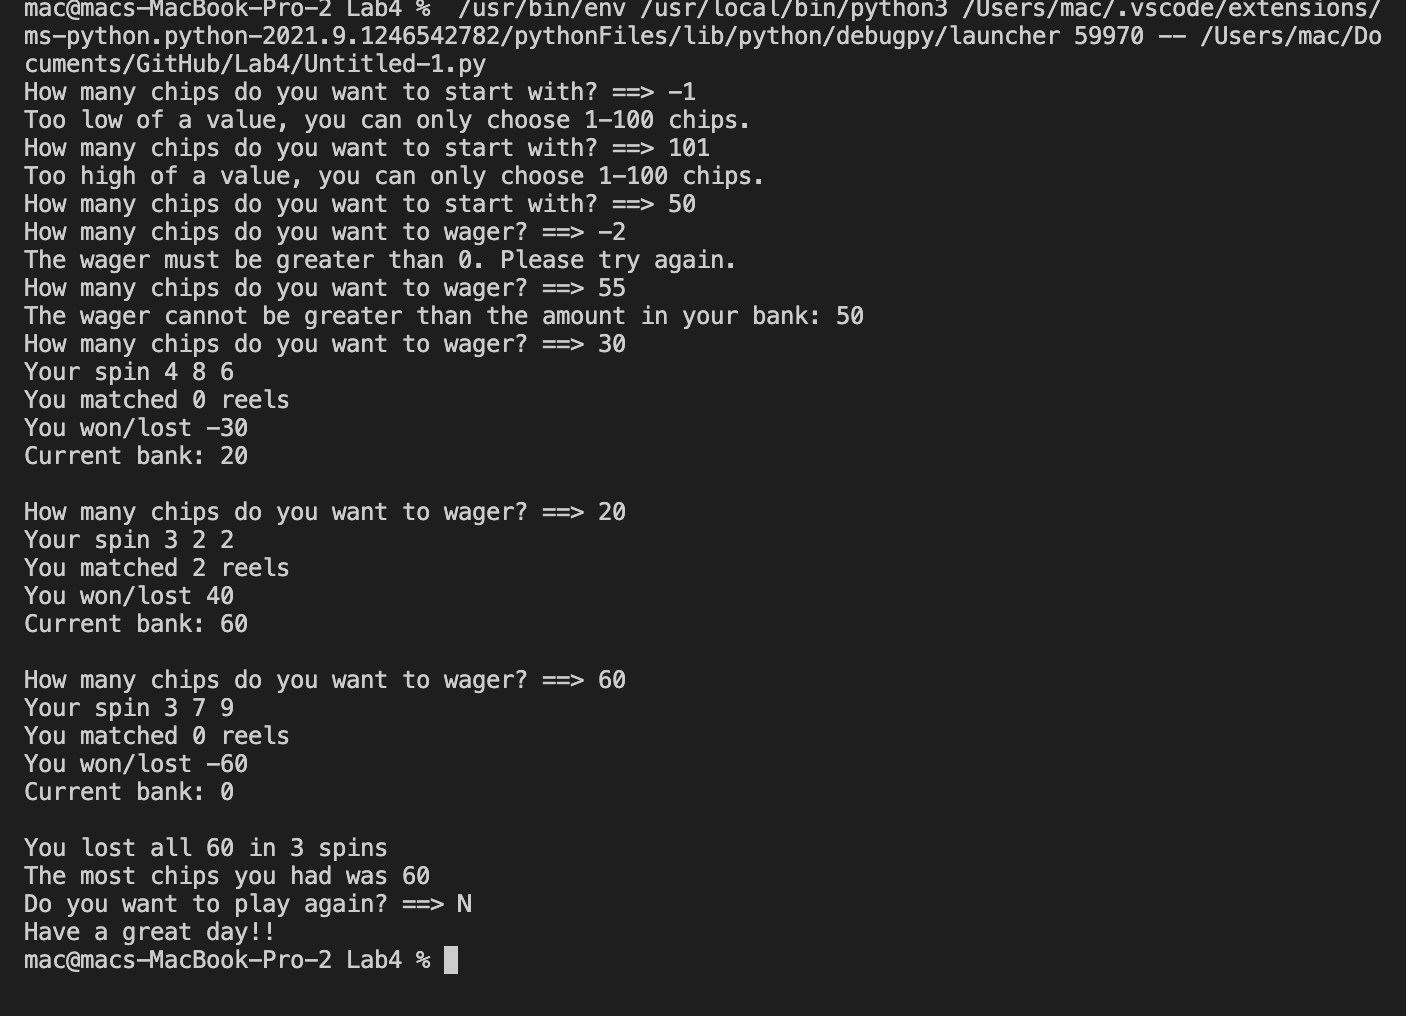 mac@macs-MacBook-Pro-2 Lab4 %  /usr/bin/env /usr/local/bin/python3 /Users/mac/.vscode/extensions/
ms-python.python-2021.9.1246542782/pythonFiles/lib/python/debugpy/launcher 59970 -- /Users/mac/Do
cuments/GitHub/Lab4/Untitled-1.py
How many chips do you want to start with? ==> -1
Too low of a value, you can only choose 1-100 chips.
How many chips do you want to start with? ==> 101
Too high of a value, you can only choose 1-100 chips.
How many chips do you want to start with? ==> 50
How many chips do you want to wager? ==> -2
The wager must be greater than 0. Please try again.
How many chips do you want to wager? ==> 55
The wager cannot be greater than the amount in your bank: 50
How many chips do you want to wager? ==> 30
Your spin 4 8 6
You matched 0 reels
You won/lost -30
Current bank: 20

How many chips do you want to wager? ==> 20
Your spin 3 2 2
You matched 2 reels
You won/lost 40
Current bank: 60

How many chips do you want to wager? ==> 60
Your spin 3 7 9
You matched 0 reels
You won/lost -60
Current bank: 0

You lost all 60 in 3 spins
The most chips you had was 60
Do you want to play again? ==> N
Have a great day!!
mac@macs-MacBook-Pro-2 Lab4 %